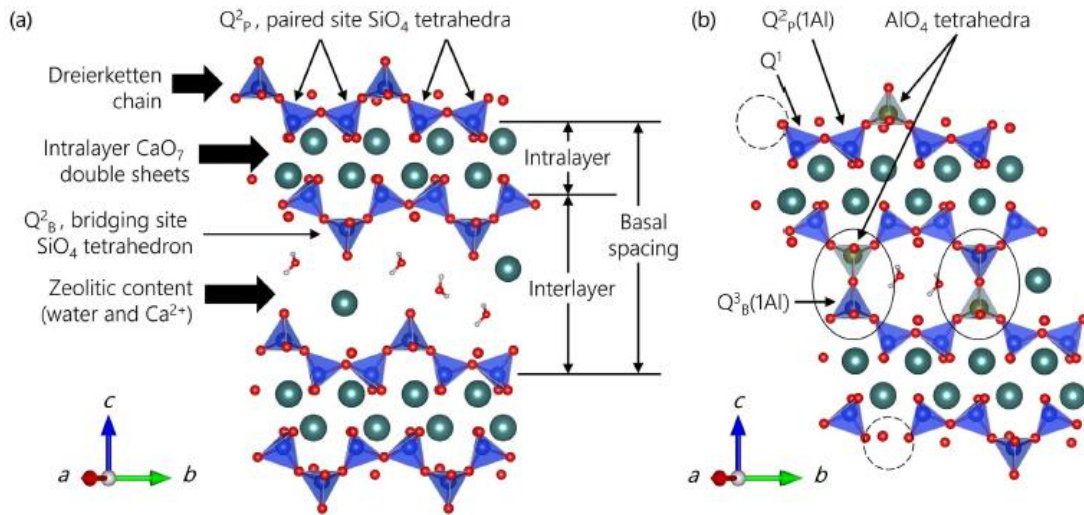 (a)
Q²P, paired site SiO₄ tetrahedra
Dreierketten
chain
Intralayer CaO₇
double sheets
Q²B, bridging site
SiO₄ tetrahedron
Zeolitic content
(water and Ca²⁺)
Intralayer
Basal
spacing
Interlayer
c
a
b
(b)
Q²P(1Al)
AlO₄ tetrahedra
Q¹
Q³B(1Al)
c
a
b